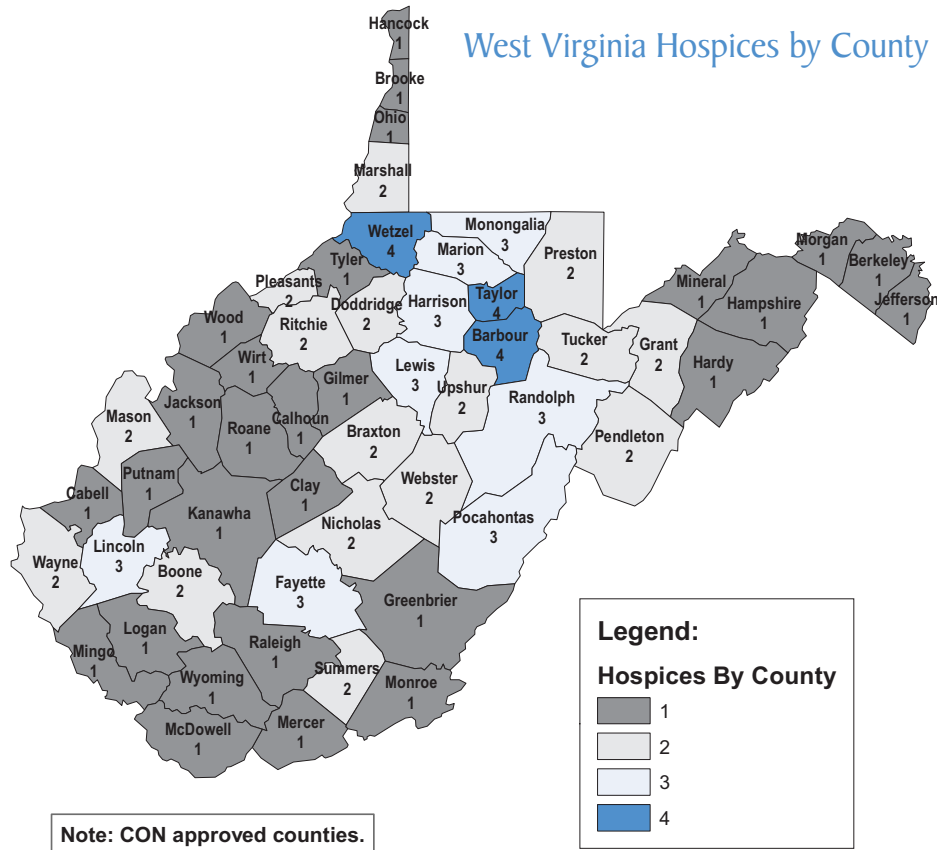 West Virginia Hospices by County
Hancock
1
Brooke
1
Ohio
1
Marshall
2
Wetzel
4
Monongalia
3
Marion
3
Preston
2
Tyler
1
Pleasants
2
Doddridge
2
Harrison
3
Taylor
4
Barbour
4
Ritchie
2
Wood
1
Wirt
1
Morgan
1
Berkeley
1
Jefferson
1
Mineral
1
Hampshire
1
Hardy
1
Grant
2
Tucker
2
Lewis
3
Upshur
2
Randolph
3
Pendleton
2
Gilmer
1
Calhoun
1
Jackson
1
Roane
1
Braxton
2
Mason
2
Webster
2
Putnam
1
Cabell
1
Clay
1
Kanawha
1
Nicholas
2
Pocahontas
3
Lincoln
3
Wayne
2
Boone
2
Fayette
3
Greenbrier
1
Logan
1
Mingo
1
Raleigh
1
Summers
2
Wyoming
1
Monroe
1
McDowell
1
Mercer
1
Legend:
Hospices By County
1
2
3
4
Note: CON approved counties.